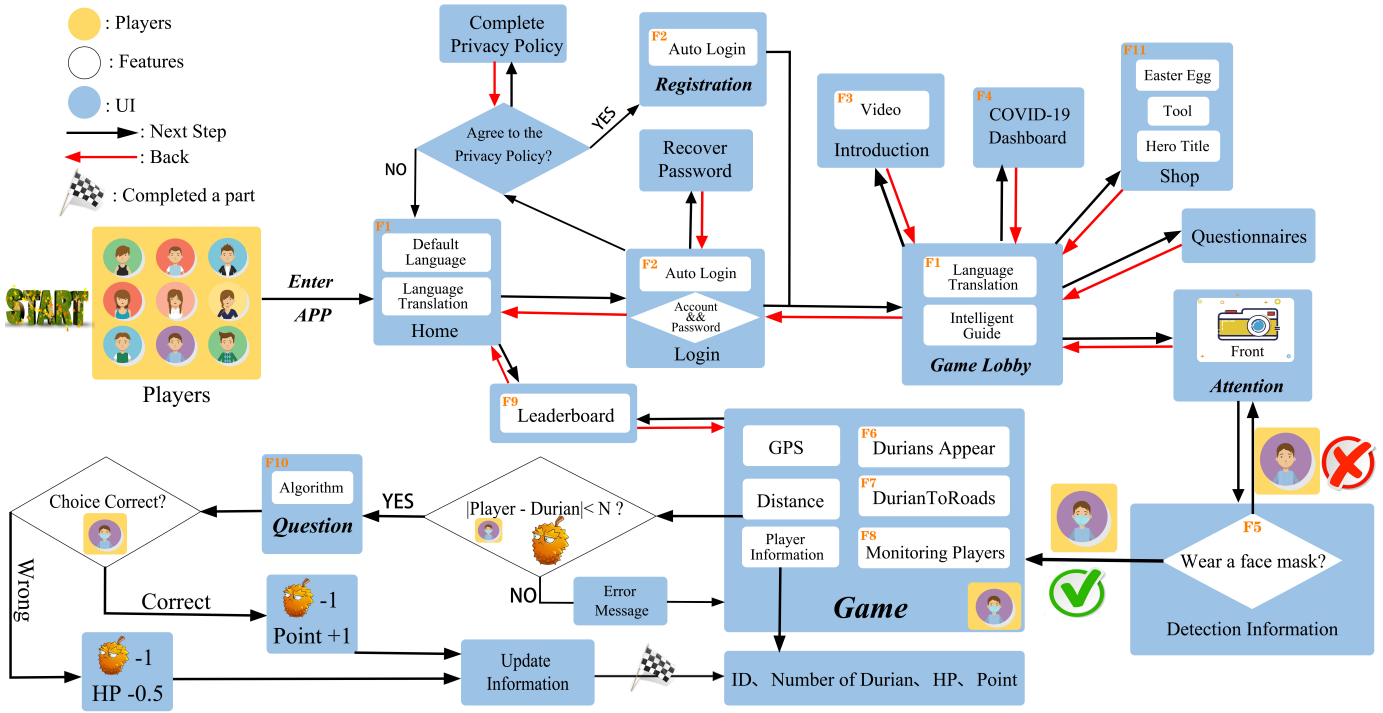 : Players
: Features
: UI
: Next Step
: Back
: Completed a part
START
Players
Enter
APP
Complete
Privacy Policy
Agree to the
Privacy Policy?
YES
NO
F2
Auto Login
Registration
Recover
Password
F1
Default
Language
Language
Translation
Home
F2
Auto Login
Account
&&
Password
Login
F9
Leaderboard
F3
Video
Introduction
F4
COVID-19
Dashboard
F11
Easter Egg
Tool
Hero Title
Shop
Questionnaires
F1
Language
Translation
Intelligent
Guide
Game Lobby
Front
Attention
F5
Wear a face mask?
Detection Information
GPS
Distance
Player
Information
F6
Durians Appear
F7
DurianToRoads
F8
Monitoring Players
Game
|Player - Durian|< N ?
YES
NO
Error
Message
F10
Algorithm
Question
Choice Correct?
Wrong
Correct
-1
Point +1
-1
HP -0.5
Update
Information
ID、Number of Durian、HP、Point